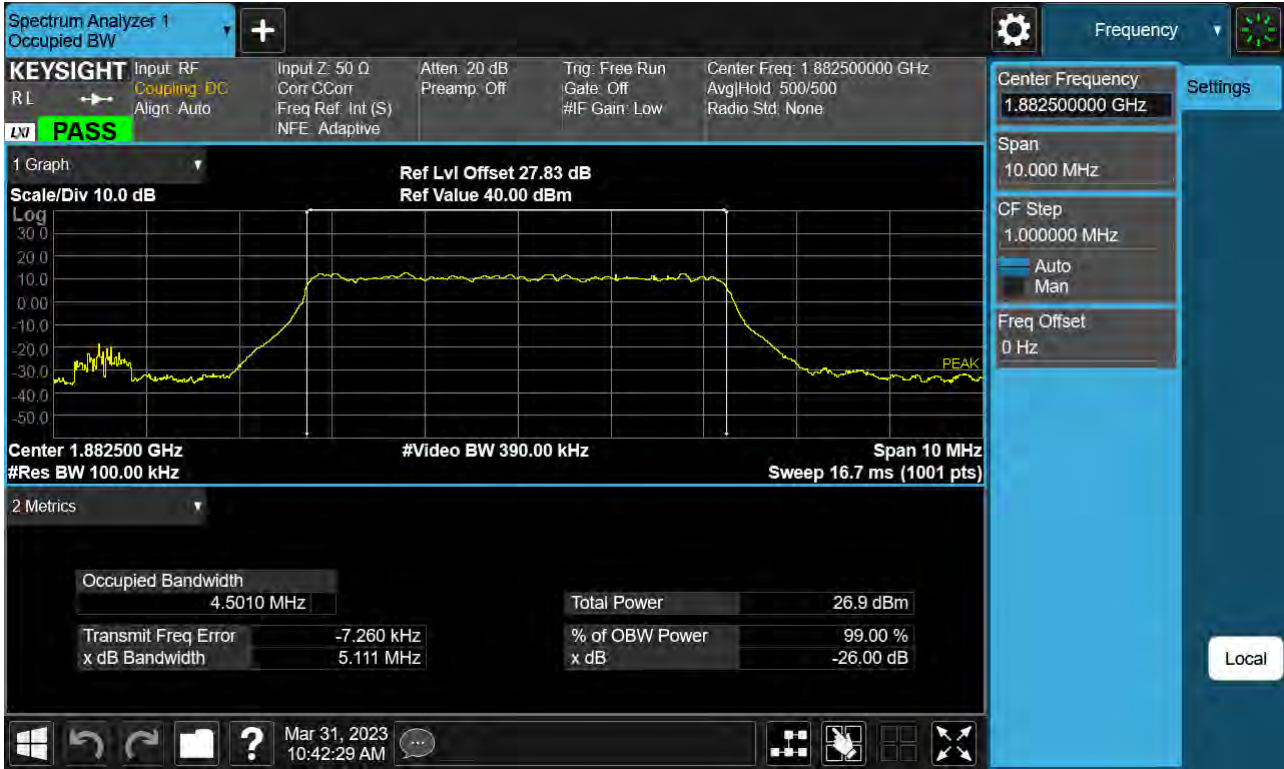 Spectrum Analyzer 1
Occupied BW
+
Frequency
KEYSIGHT
RL
LXI
PASS
Input: RF
Coupling: DC
Align: Auto
Input Z: 50 Ω
Corr CCorr
Freq Ref: Int (S)
NFE: Adaptive
Atten: 20 dB
Preamp: Off
Trig: Free Run
Gate: Off
#IF Gain: Low
Center Freq: 1.882500000 GHz
Avg|Hold: 500/500
Radio Std: None
Center Frequency
1.882500000 GHz
Settings
Span
10.000 MHz
CF Step
1.000000 MHz
Auto
Man
Freq Offset
0 Hz
1 Graph
Scale/Div 10.0 dB
Ref Lvl Offset 27.83 dB
Ref Value 40.00 dBm
Log
30.0
20.0
10.0
0.00
-10.0
-20.0
-30.0
-40.0
-50.0
PEAK
Center 1.882500 GHz
#Video BW 390.00 kHz
Span 10 MHz
#Res BW 100.00 kHz
Sweep 16.7 ms (1001 pts)
2 Metrics
Occupied Bandwidth
4.5010 MHz
Total Power 26.9 dBm
Transmit Freq Error -7.260 kHz
% of OBW Power 99.00 %
x dB Bandwidth 5.111 MHz
x dB -26.00 dB
Local
?
Mar 31, 2023
10:42:29 AM